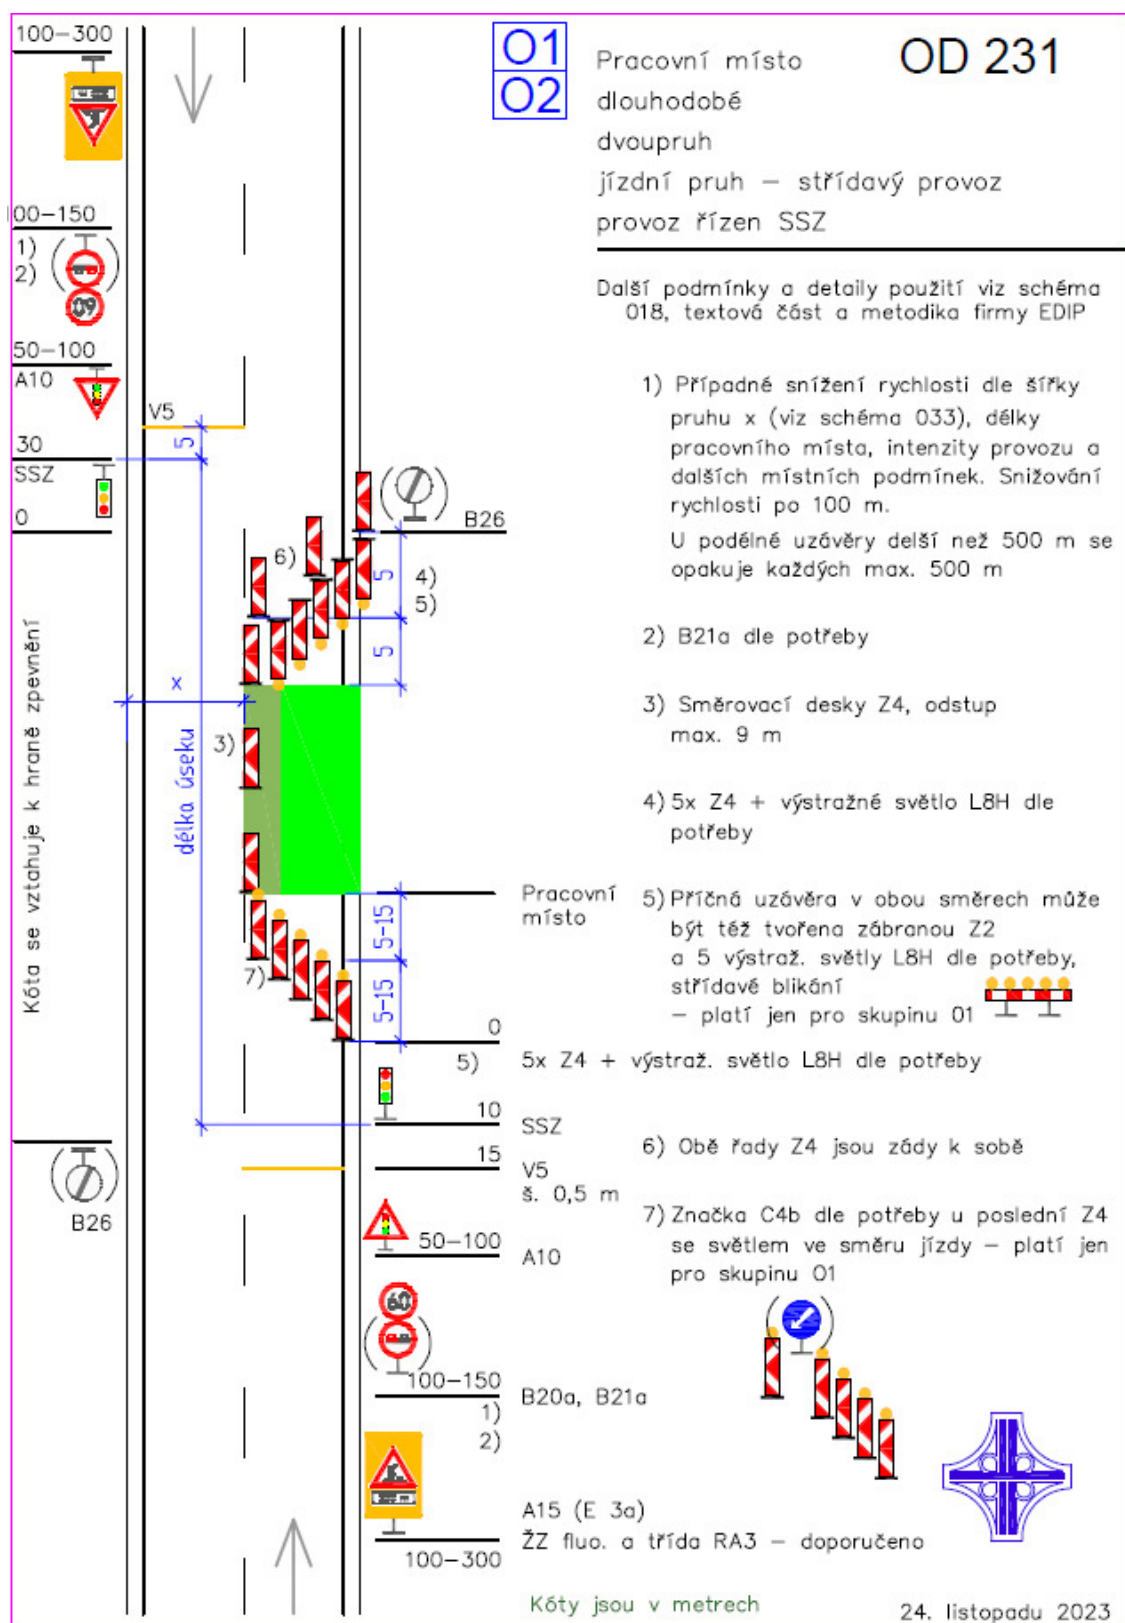 O1
O2
Pracovní místo
OD 231
dlouhodobé
dvoupruh
jízdní pruh – střídavý provoz
provoz řízen SSZ
Další podmínky a detaily použití viz schéma
018, textová část a metodika firmy EDIP
1) Případné snížení rychlosti dle šířky
pruhu x (viz schéma 033), délky
pracovního místa, intenzity provozu a
dalších místních podmínek. Snižování
rychlosti po 100 m.
U podélné uzávěry delší než 500 m se
opakuje každých max. 500 m
2) B21a dle potřeby
3) Směrovací desky Z4, odstup
max. 9 m
4) 5x Z4 + výstražné světlo L8H dle
potřeby
5) Příčná uzávěra v obou směrech může
být též tvořena zábranou Z2
a 5 výstraž. světly L8H dle potřeby,
střídavé blikání
– platí jen pro skupinu O1
6) Obě řady Z4 jsou zády k sobě
7) Značka C4b dle potřeby u poslední Z4
se světlem ve směru jízdy – platí jen
pro skupinu O1
100-300
00-150
1)
2)
60
50-100
A10
V5
5
30
SSZ
0
B26
6)
5
4)
5)
5
x
3)
délka úseku
Kóta se vztahuje k hraně zpevnění
Pracovní
místo
5-15
7)
5-15
0
5)
5x Z4 + výstraž. světlo L8H dle potřeby
10
SSZ
15
V5
š. 0,5 m
B26
50-100
A10
60
100-150
B20a, B21a
1)
2)
A15 (E 3a)
ŽZ fluo. a třída RA3 – doporučeno
100-300
Kóty jsou v metrech
24. listopadu 2023